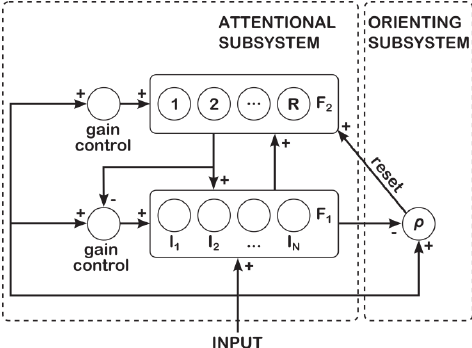 ATTENTIONAL
SUBSYSTEM
ORIENTING
SUBSYSTEM
+ + 1 2 ... R F2
gain
control
+
+
reset
-
+
+ + F1
- ρ
+
I1 I2 ... IN
gain
control
+
INPUT